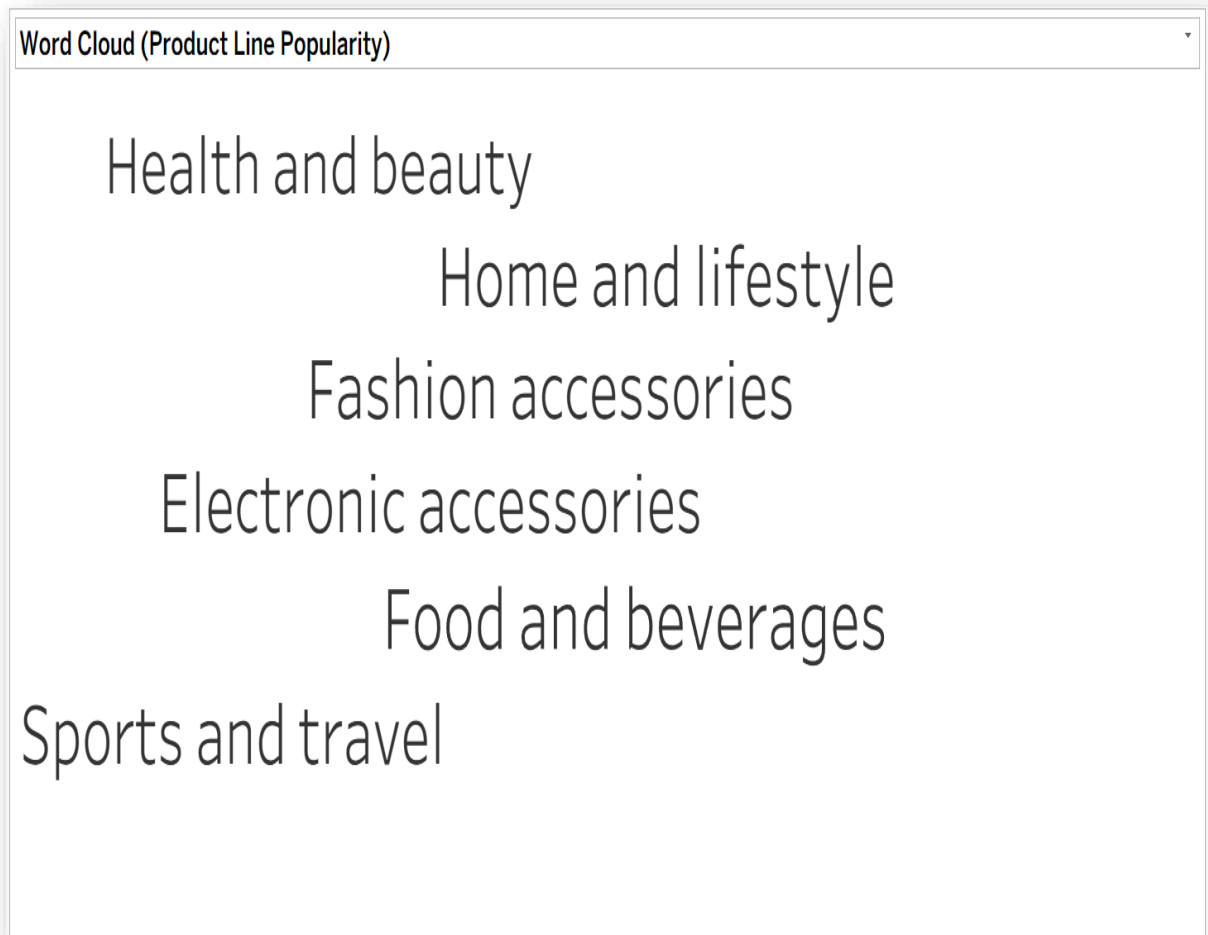 Word Cloud (Product Line Popularity)
Health and beauty
Home and lifestyle
Fashion accessories
Electronic accessories
Food and beverages
Sports and travel